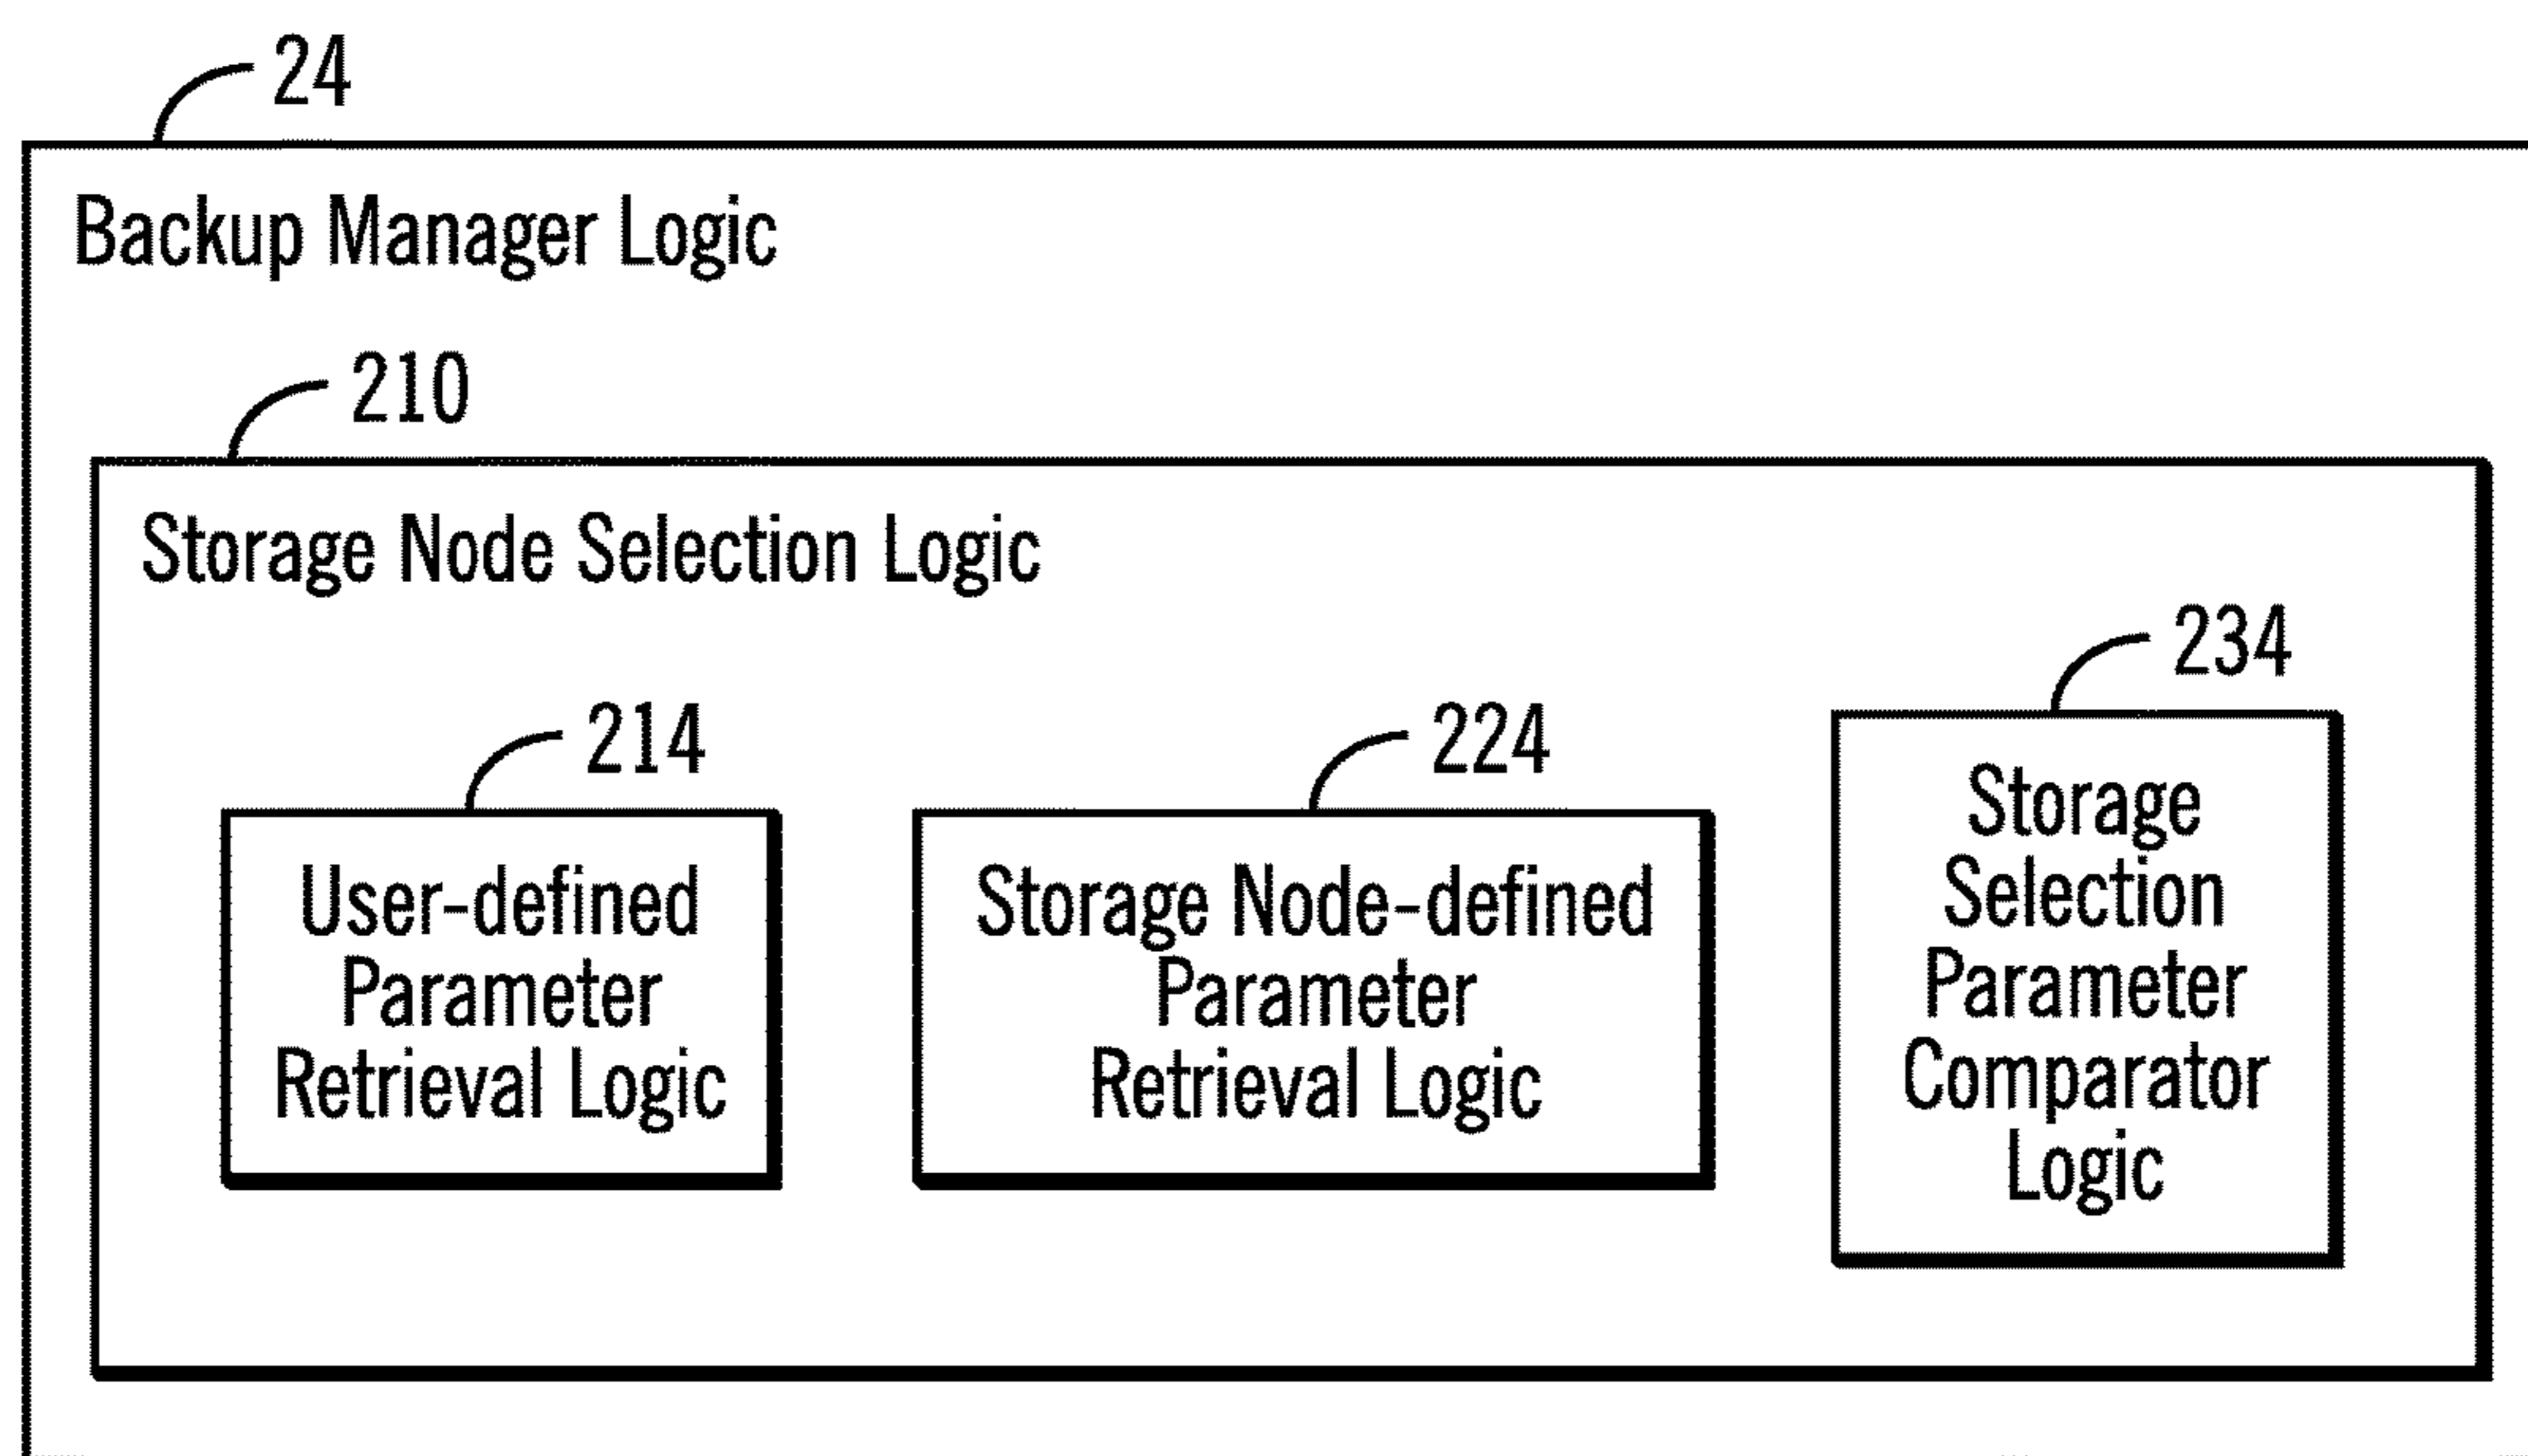 24
Backup Manager Logic
210
Storage Node Selection Logic
214
User-defined
Parameter
Retrieval Logic
224
Storage Node-defined
Parameter
Retrieval Logic
234
Storage
Selection
Parameter
Comparator
Logic